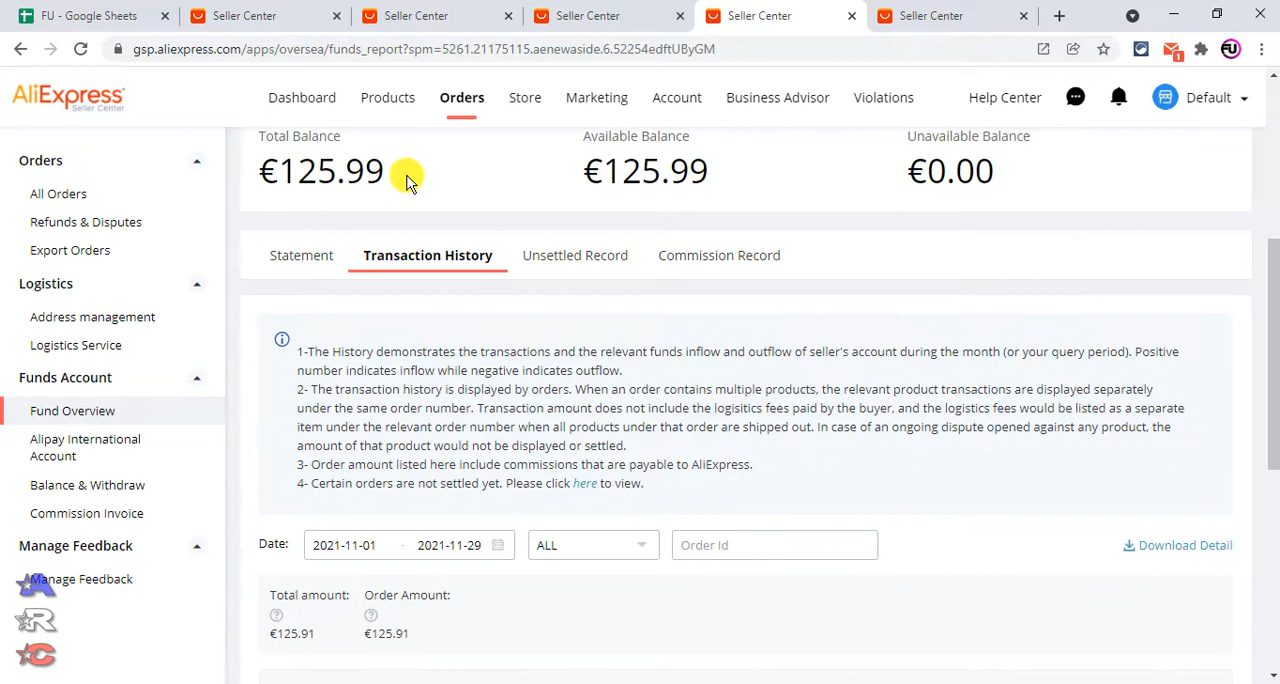 FU - Google Sheets
Seller Center
Seller Center
Seller Center
Seller Center
Seller Center
gsp.aliexpress.com/apps/oversea/funds_report?spm=5261.21175115.aenewaside.6.52254edftUByGM
1
FU
AliExpress
Seller Center
Dashboard
Products
Orders
Store
Marketing
Account
Business Advisor
Violations
Help Center
Default
Orders
All Orders
Refunds & Disputes
Export Orders
Logistics
Address management
Logistics Service
Funds Account
Fund Overview
Alipay International
Account
Balance & Withdraw
Commission Invoice
Manage Feedback
Manage Feedback
A
R
C
Total Balance
€125.99
Available Balance
€125.99
Unavailable Balance
€0.00
Statement
Transaction History
Unsettled Record
Commission Record
1-The History demonstrates the transactions and the relevant funds inflow and outflow of seller's account during the month (or your query period). Positive
number indicates inflow while negative indicates outflow.
2- The transaction history is displayed by orders. When an order contains multiple products, the relevant product transactions are displayed separately
under the same order number. Transaction amount does not include the logisitics fees paid by the buyer, and the logistics fees would be listed as a separate
item under the relevant order number when all products under that order are shipped out. In case of an ongoing dispute opened against any product, the
amount of that product would not be displayed or settled.
3- Order amount listed here include commissions that are payable to AliExpress.
4- Certain orders are not settled yet. Please click here to view.
Date:
2021-11-01 - 2021-11-29
ALL
Order Id
Download Detail
Total amount:
€125.91
Order Amount:
€125.91